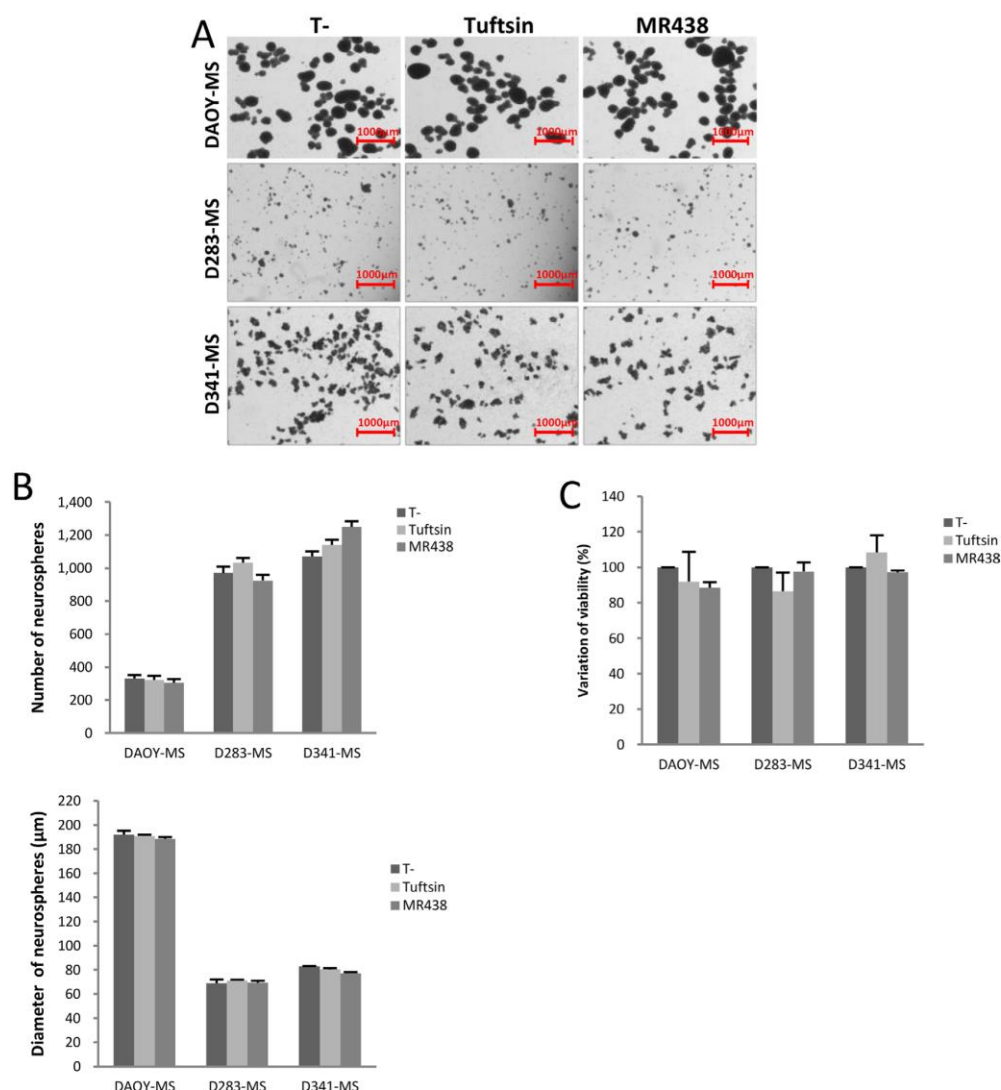 A
T- Tuftsin MR438
DAOY-MS
1000µm 1000µm 1000µm
D283-MS
1000µm 1000µm 1000µm
D341-MS
1000µm 1000µm 1000µm
B
Number of neurospheres
1,400
1,200
1,000
800
600
400
200
0
DAOY-MS D283-MS D341-MS
T-
Tuftsin
MR438
C
Variation of viability (%)
140
120
100
80
60
40
20
0
DAOY-MS D283-MS D341-MS
T-
Tuftsin
MR438
Diameter of neurospheres (µm)
220
200
180
160
140
120
100
80
60
40
20
0
DAOY-MS D283-MS D341-MS
T-
Tuftsin
MR438